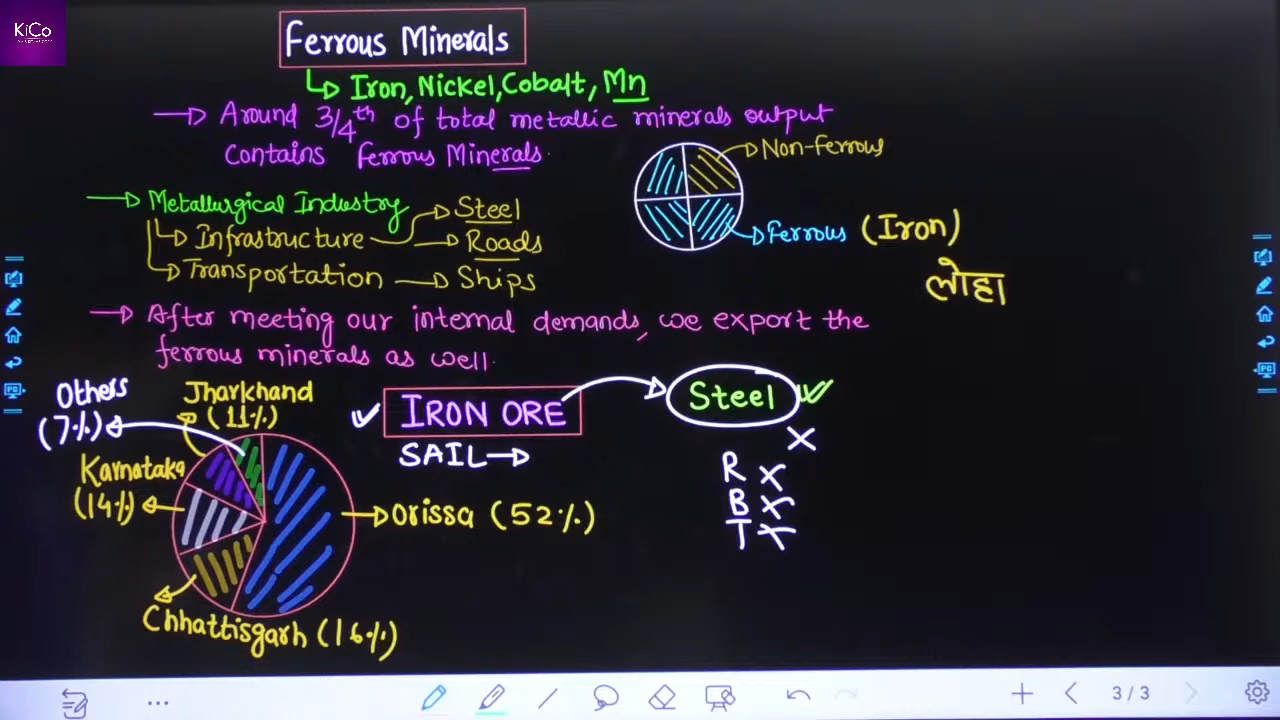 KiCo
Ferrous Minerals
Iron, Nickel, Cobalt, Mn
Around 3/4th of total metallic minerals output
contains ferrous Minerals.
Non-ferrous
Ferrous (Iron)
लोहा
Metallurgical Industry
Infrastructure
Steel
Roads
Transportation
Ships
After meeting our internal demands, we export the
ferrous minerals as well.
Others
(7%)
Jharkhand
(11%)
Karnataka
(14%)
Orissa (52%)
Chhattisgarh (16%)
IRON ORE
SAIL
Steel
R
B
T
3/3